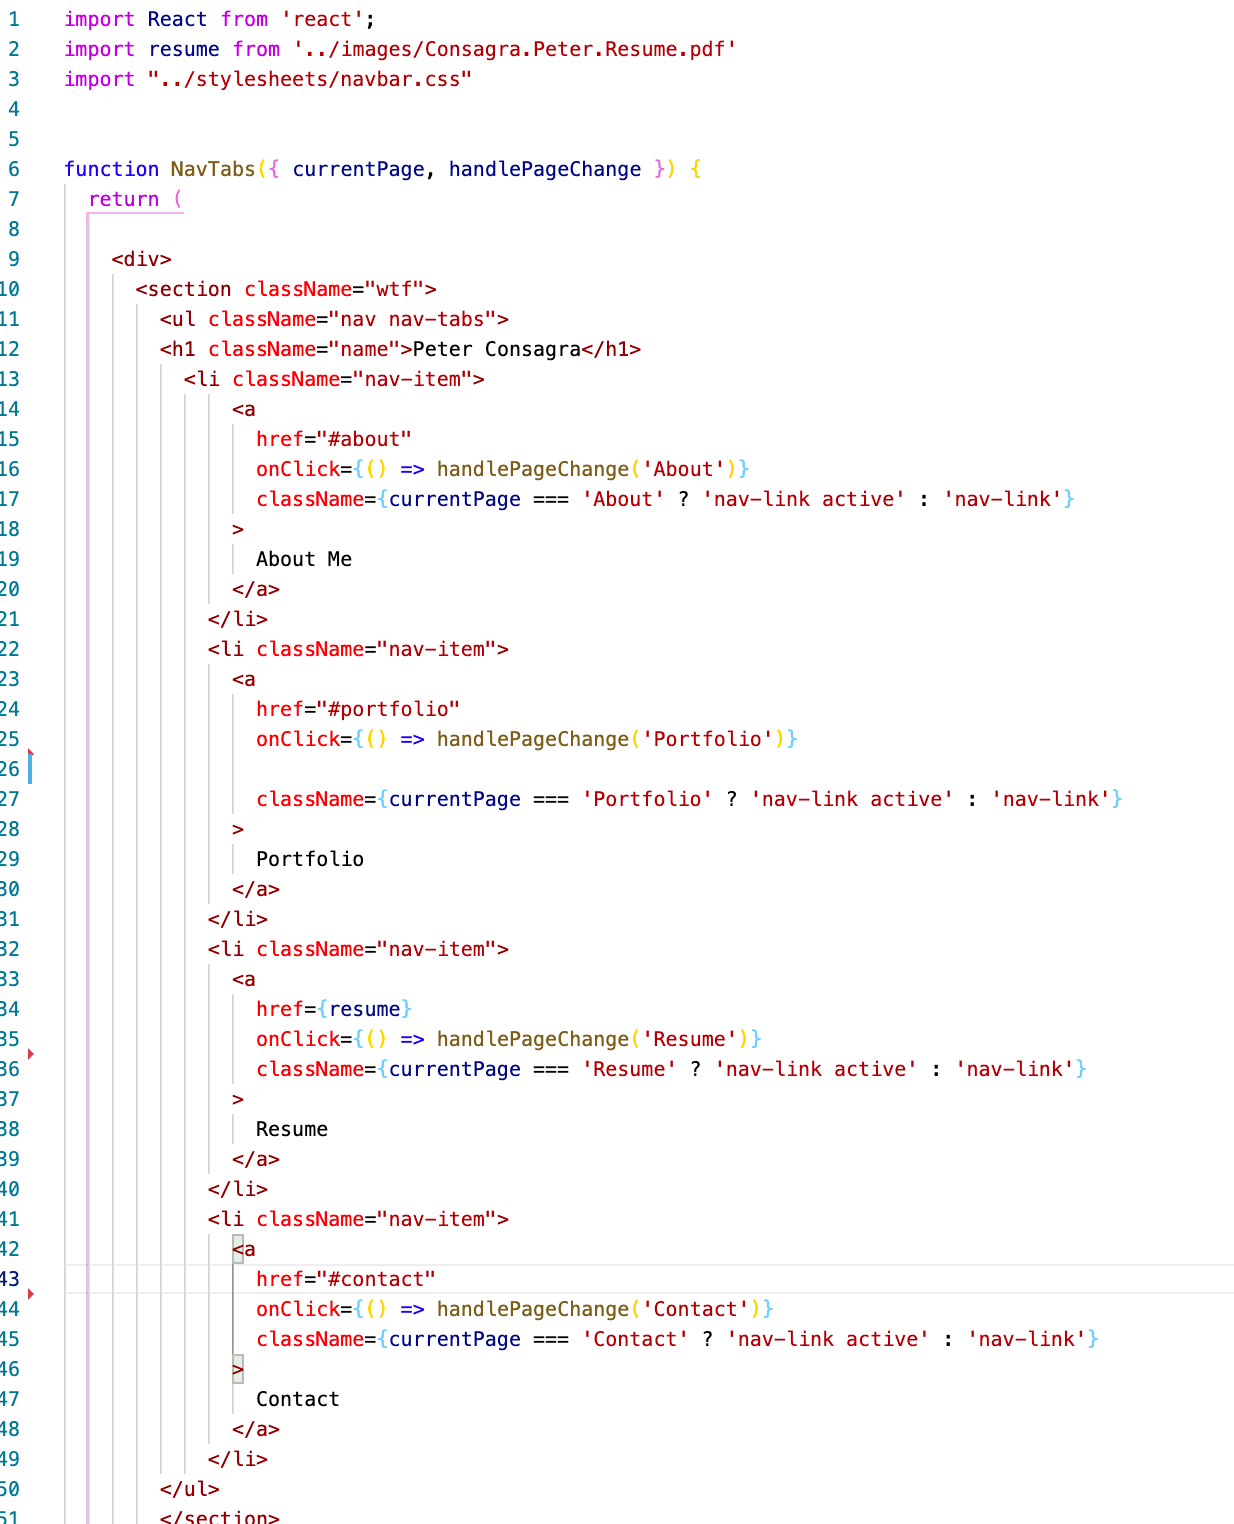 1 import React from 'react';
2 import resume from '../images/Consagra.Peter.Resume.pdf'
3 import "../stylesheets/navbar.css"
4
5
6 function NavTabs({ currentPage, handlePageChange }) {
7 return (
8
9 <div>
10 <section className="wtf">
11 <ul className="nav nav-tabs">
12 <h1 className="name">Peter Consagra</h1>
13 <li className="nav-item">
14 <a
15 href="#about"
16 onClick={() => handlePageChange('About')}
17 className={currentPage === 'About' ? 'nav-link active' : 'nav-link'}
18 >
19 About Me
20 </a>
21 </li>
22 <li className="nav-item">
23 <a
24 href="#portfolio"
25 onClick={() => handlePageChange('Portfolio')}
26
27 className={currentPage === 'Portfolio' ? 'nav-link active' : 'nav-link'}
28 >
29 Portfolio
30 </a>
31 </li>
32 <li className="nav-item">
33 <a
34 href={resume}
35 onClick={() => handlePageChange('Resume')}
36 className={currentPage === 'Resume' ? 'nav-link active' : 'nav-link'}
37 >
38 Resume
39 </a>
40 </li>
41 <li className="nav-item">
42 <a
43 href="#contact"
44 onClick={() => handlePageChange('Contact')}
45 className={currentPage === 'Contact' ? 'nav-link active' : 'nav-link'}
46 >
47 Contact
48 </a>
49 </li>
50 </ul>
51 </section>